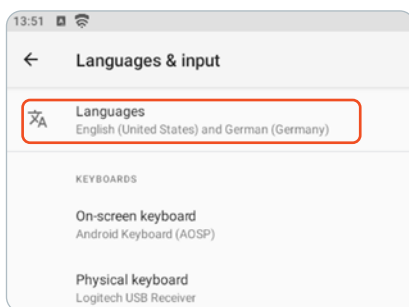 13:51
Languages & input
Languages
English (United States) and German (Germany)
KEYBOARDS
On-screen keyboard
Android Keyboard (AOSP)
Physical keyboard
Logitech USB Receiver